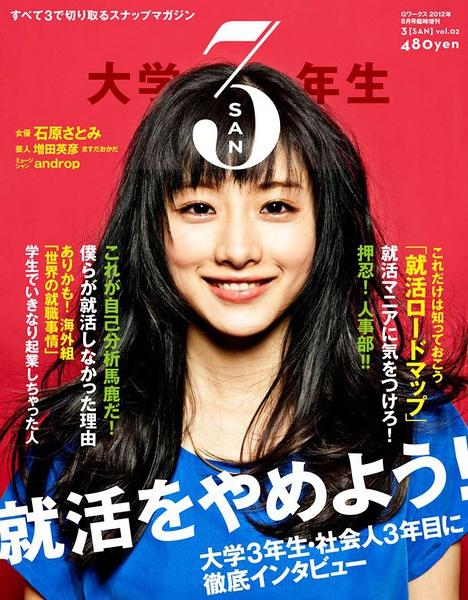 すべて3で切り取るスナップマガジン
Gワークス 2012年
8月号臨時増刊
3 [SAN] vol.02
480yen
大学3年生
SAN
女優 石原さとみ
芸人 増田英彦 ますだおかだ
ミュージシャン androp
これだけは知っておこう
「就活ロードマップ」
就活マニアに気をつけろ!
押忍!人事部!!
これが自己分析馬鹿だ!
僕らが就活しなかった理由
ありかも!海外組
「世界の就職事情」
学生でいきなり起業しちゃった人
就活をやめよう!
大学3年生・社会人3年目に
徹底インタビュー